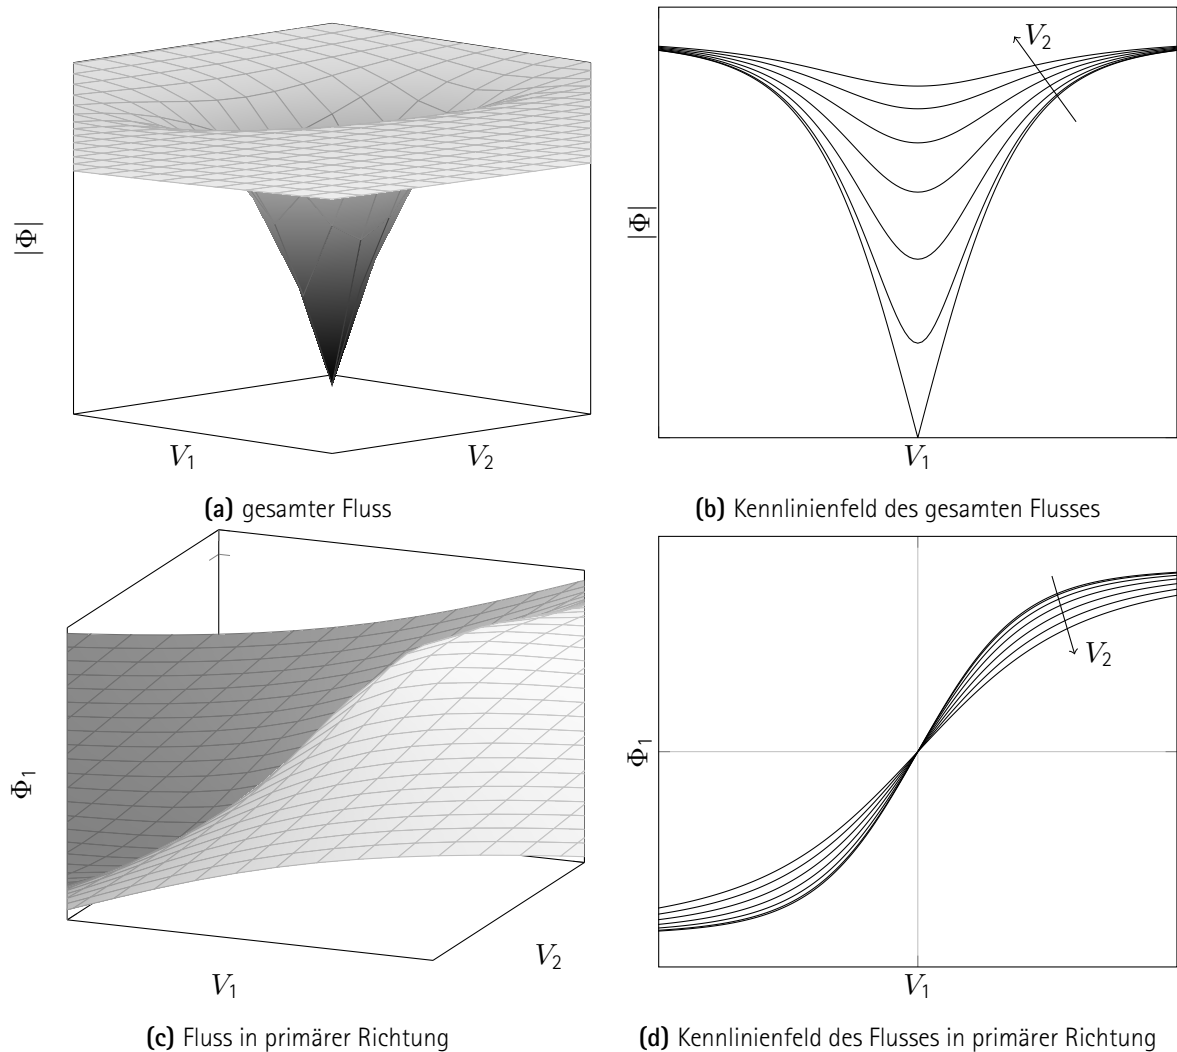 |Φ|
V₁
V₂
(a) gesamter Fluss
V₂
|Φ|
V₁
(b) Kennlinienfeld des gesamten Flusses
Φ₁
V₁
V₂
(c) Fluss in primärer Richtung
V₂
Φ₁
V₁
(d) Kennlinienfeld des Flusses in primärer Richtung